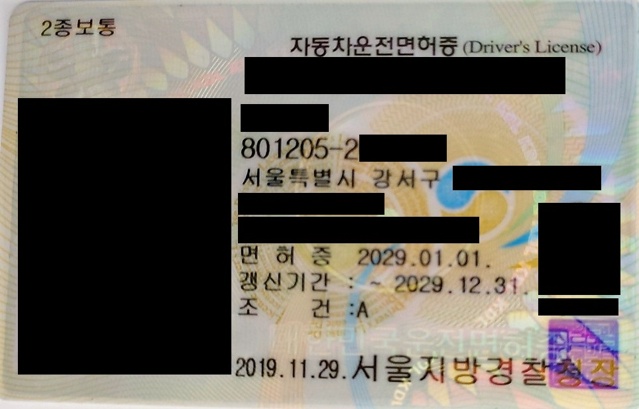 2종보통
자동차운전면허증 (Driver's License)
801205-2
서울특별시 강서구
면 허 증 2029.01.01.
갱신기간 : ~ 2029.12.31.
조 건 :A
2019.11.29. 서울지방경찰청장